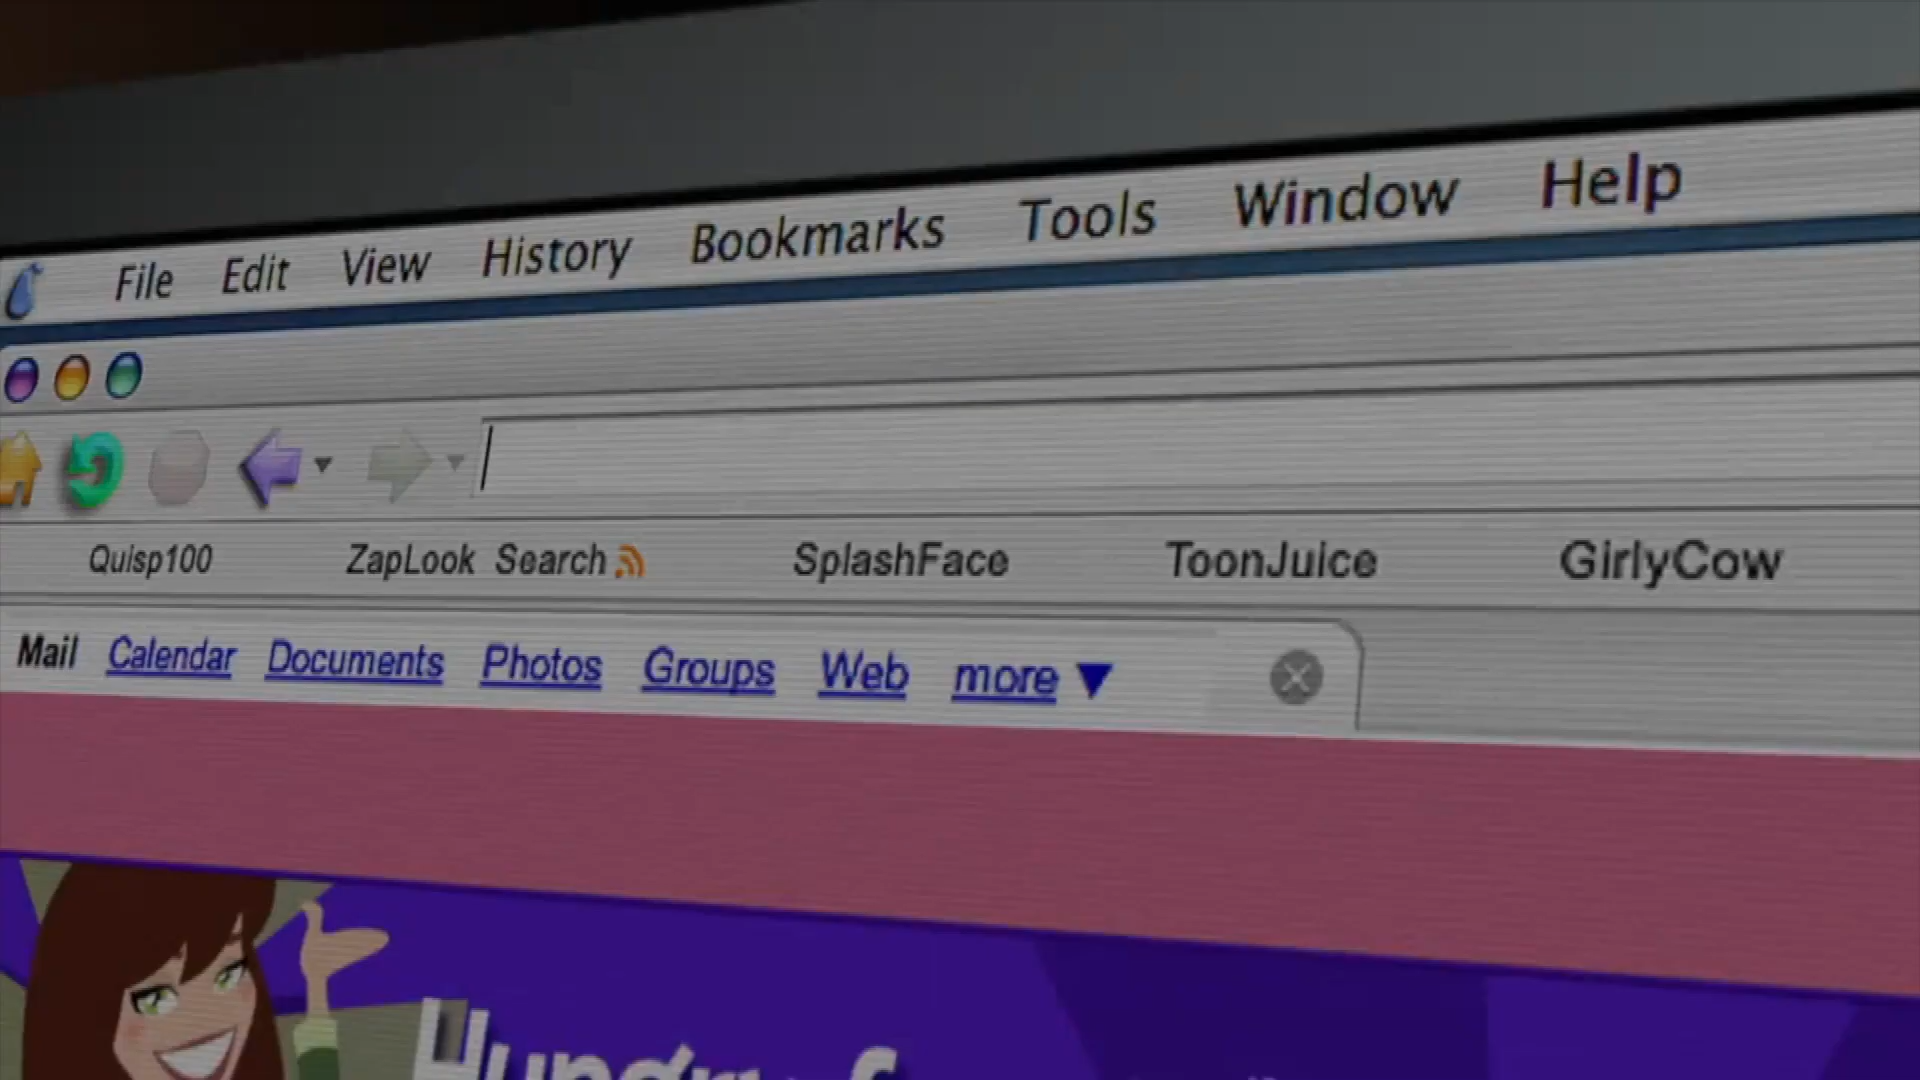 File Edit View History Bookmarks Tools Window Help
Quisp100 ZapLook Search SplashFace ToonJuice GirlyCow
Mail Calendar Documents Photos Groups Web more
Hungry f